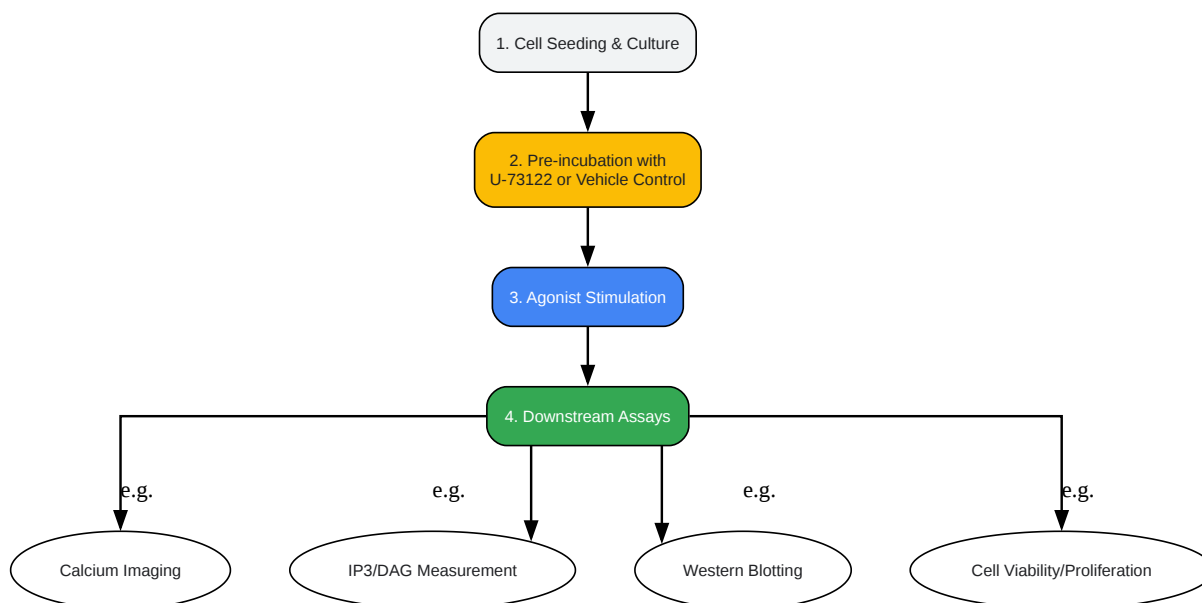 1. Cell Seeding & Culture
2. Pre-incubation with
U-73122 or Vehicle Control
3. Agonist Stimulation
4. Downstream Assays
e.g.
e.g.
e.g.
e.g.
Calcium Imaging
IP3/DAG Measurement
Western Blotting
Cell Viability/Proliferation